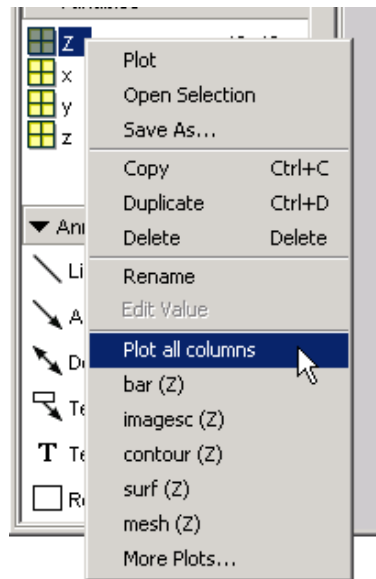 Z
x
y
z
Plot
Open Selection
Save As...
Copy Ctrl+C
Duplicate Ctrl+D
Delete Delete
Rename
Edit Value
Plot all columns
bar (Z)
imagesc (Z)
contour (Z)
surf (Z)
mesh (Z)
More Plots...
T